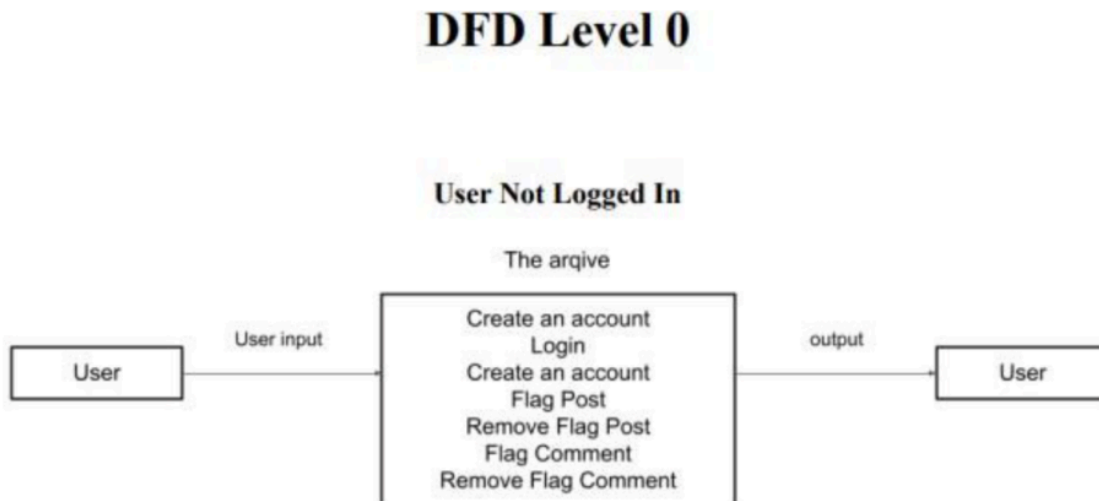 DFD Level 0
User Not Logged In
The arqive
Create an account
User input
Login
output
User
Create an account
User
Flag Post
Remove Flag Post
Flag Comment
Remove Flag Comment